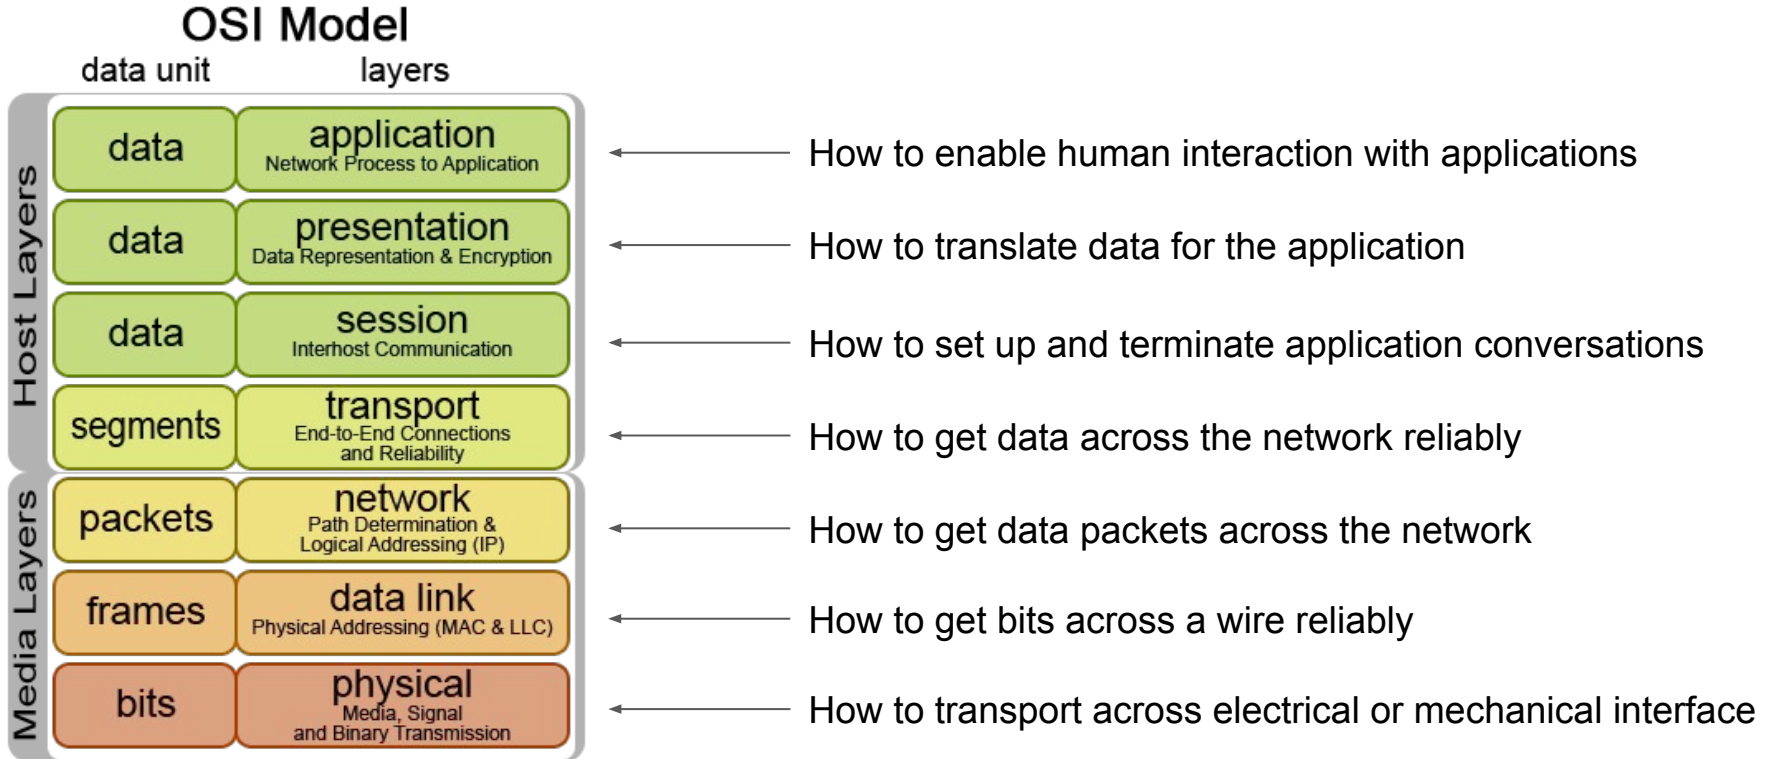 OSI Model
data unit layers
Host Layers
data application How to enable human interaction with applications
Network Process to Application
data presentation How to translate data for the application
Data Representation & Encryption
data session How to set up and terminate application conversations
Interhost Communication
segments transport How to get data across the network reliably
End-to-End Connections
and Reliability
Media Layers
packets network How to get data packets across the network
Path Determination &
Logical Addressing (IP)
frames data link How to get bits across a wire reliably
Physical Addressing (MAC & LLC)
bits physical How to transport across electrical or mechanical interface
Media, Signal
and Binary Transmission